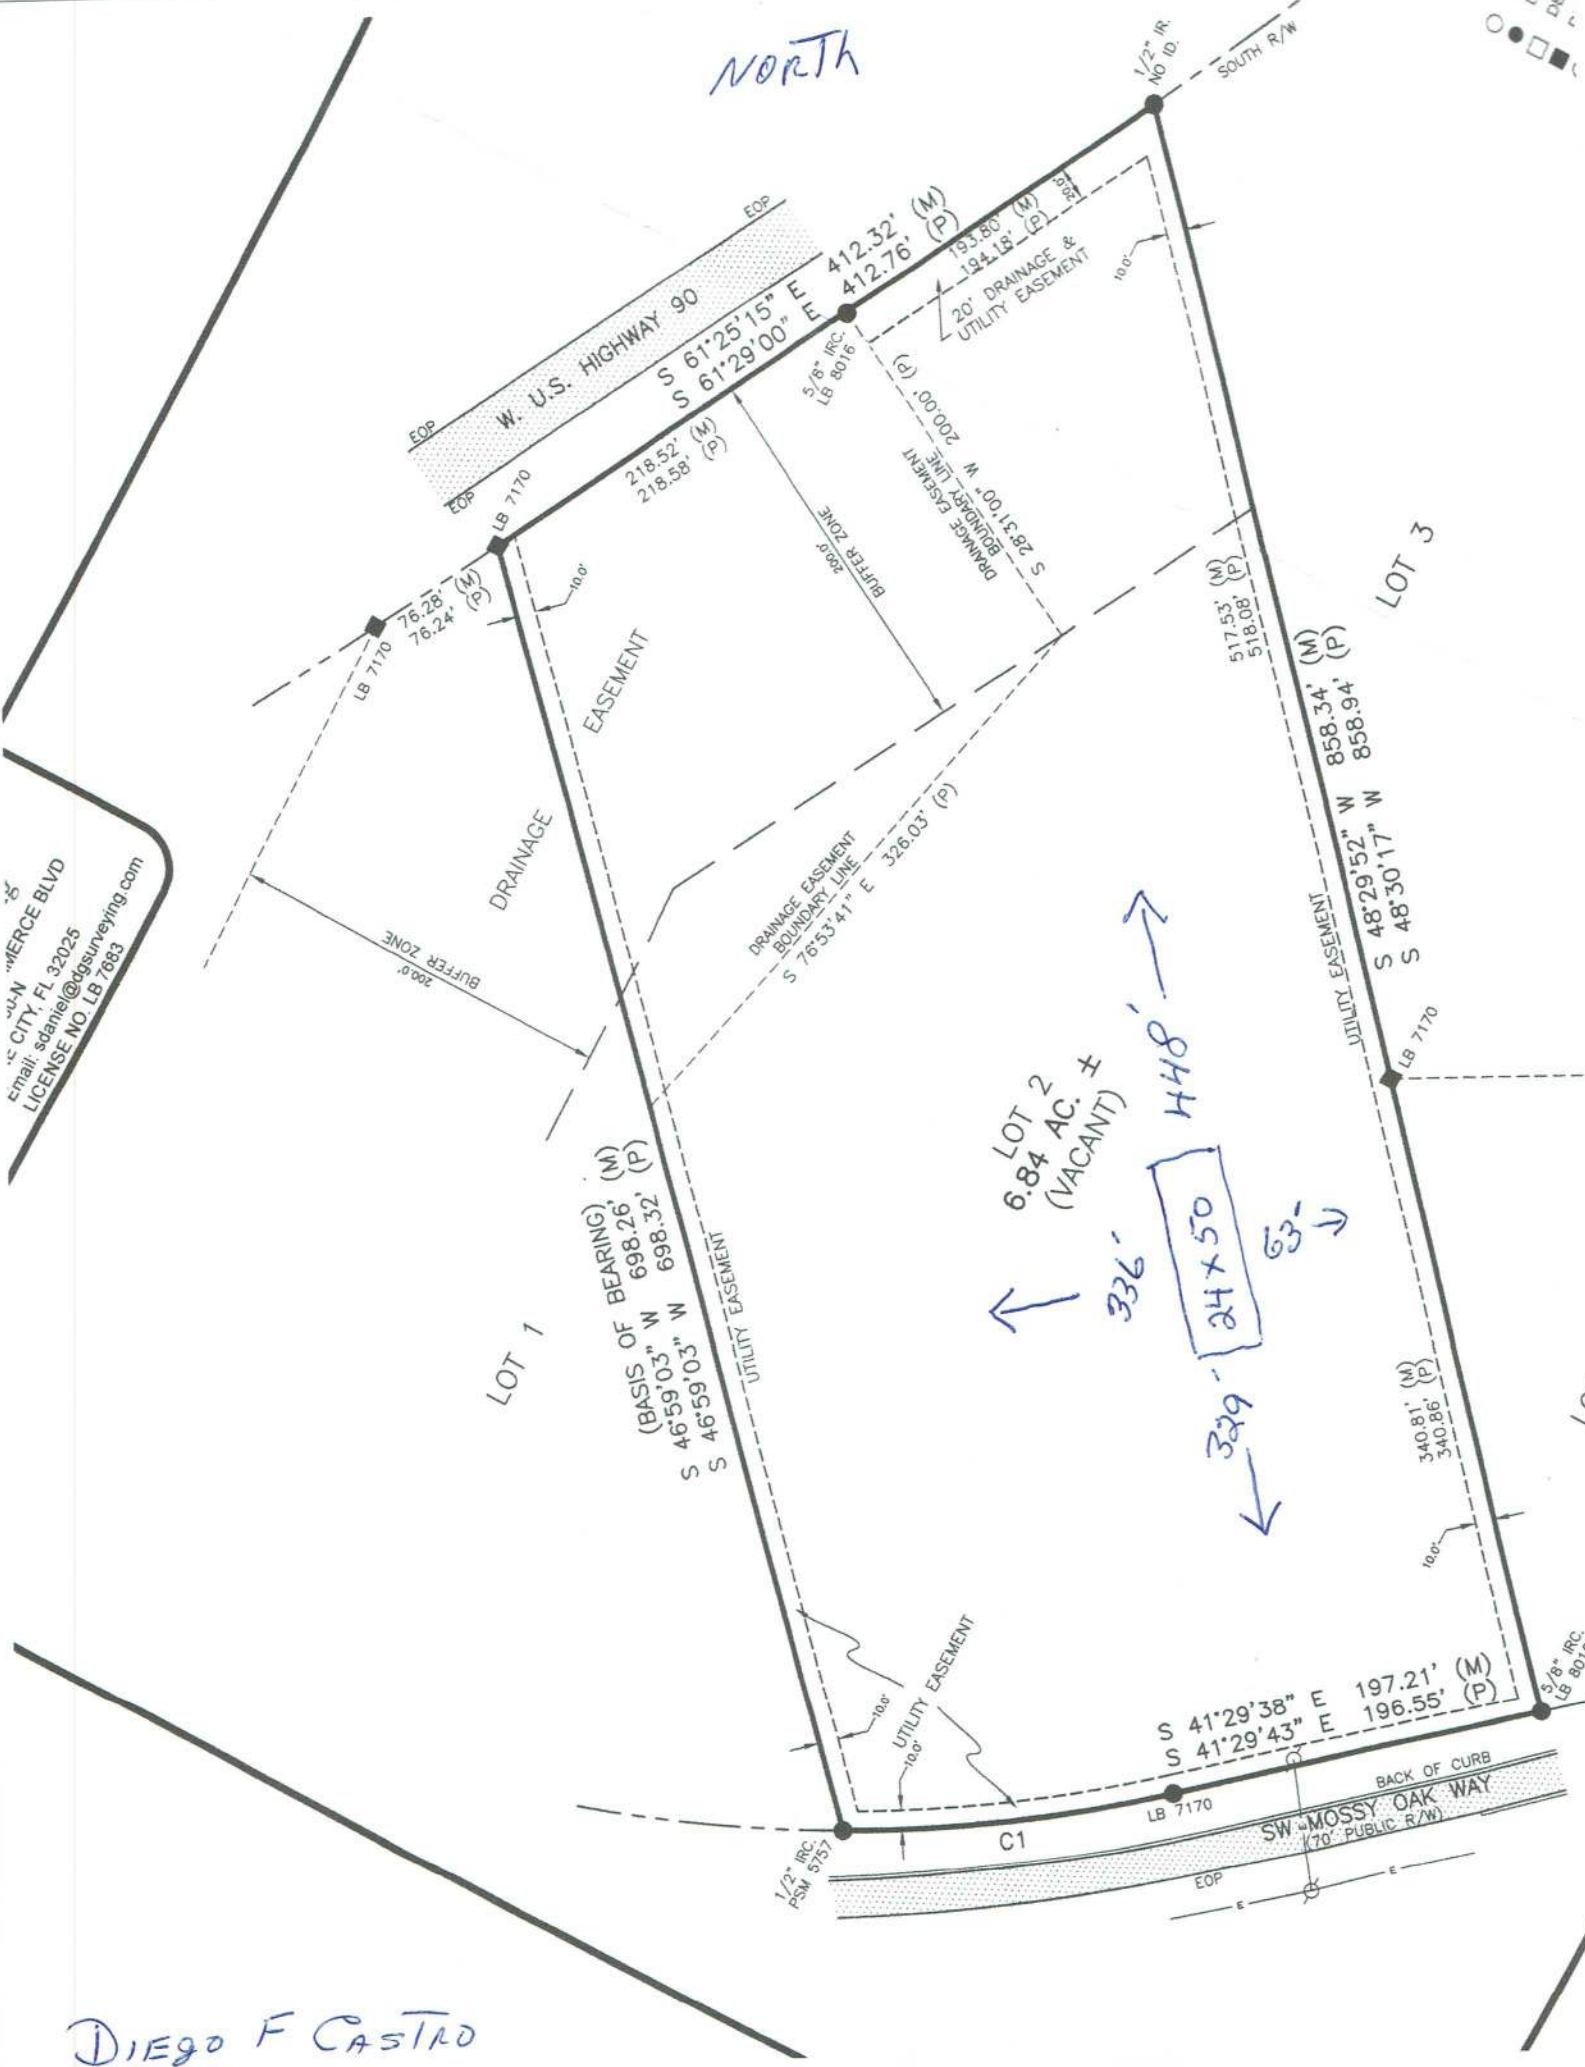 NORTH
1/2" IR.
NO ID.
SOUTH R/W
EOP
EOP
EOP
W. U.S. HIGHWAY 90
S 61°25'15" E 412.32' (M)
S 61°29'00" E 412.76' (P)
193.80' (M)
194.18' (P)
20.0'
20' DRAINAGE &
UTILITY EASEMENT
10.0'
5/8" IRC.
LB 8016
218.52' (M)
218.58' (P)
LB 7170
76.28' (M)
76.24' (P)
LB 7170
10.0'
BUFFER ZONE
200.0'
DRAINAGE EASEMENT
BOUNDARY LINE
S 28°31'00" W 200.00' (P)
DRAINAGE
EASEMENT
BUFFER ZONE
200.0'
MERCE BLVD
CITY, FL 32025
Email: sdaniel@dgsurveying.com
LICENSE NO. LB 7683
DRAINAGE EASEMENT
BOUNDARY LINE
S 76°53'41" E 326.03' (P)
517.53' (M)
518.08' (P)
LOT 3
S 48°29'52" W 858.34' (M)
S 48°30'17" W 858.94' (P)
UTILITY EASEMENT
UTILITY EASEMENT
LB 7170
LOT 2
6.84 AC. ±
(VACANT)
448'
336'
24 x 50
63'
329'
LOT 1
(BASIS OF BEARING)
S 46°59'03" W 698.26' (M)
S 46°59'03" W 698.32' (P)
UTILITY EASEMENT
340.81' (M)
340.86' (P)
10.0'
UTILITY EASEMENT
10.0'
10.0'
S 41°29'38" E 197.21' (M)
S 41°29'43" E 196.55' (P)
5/8" IRC.
LB 801
LB 7170
C1
1/2" IRC.
PSM 5757
BACK OF CURB
SW MOSSY OAK WAY
(70' PUBLIC R/W)
EOP
E
E
DIEGO F CASTRO